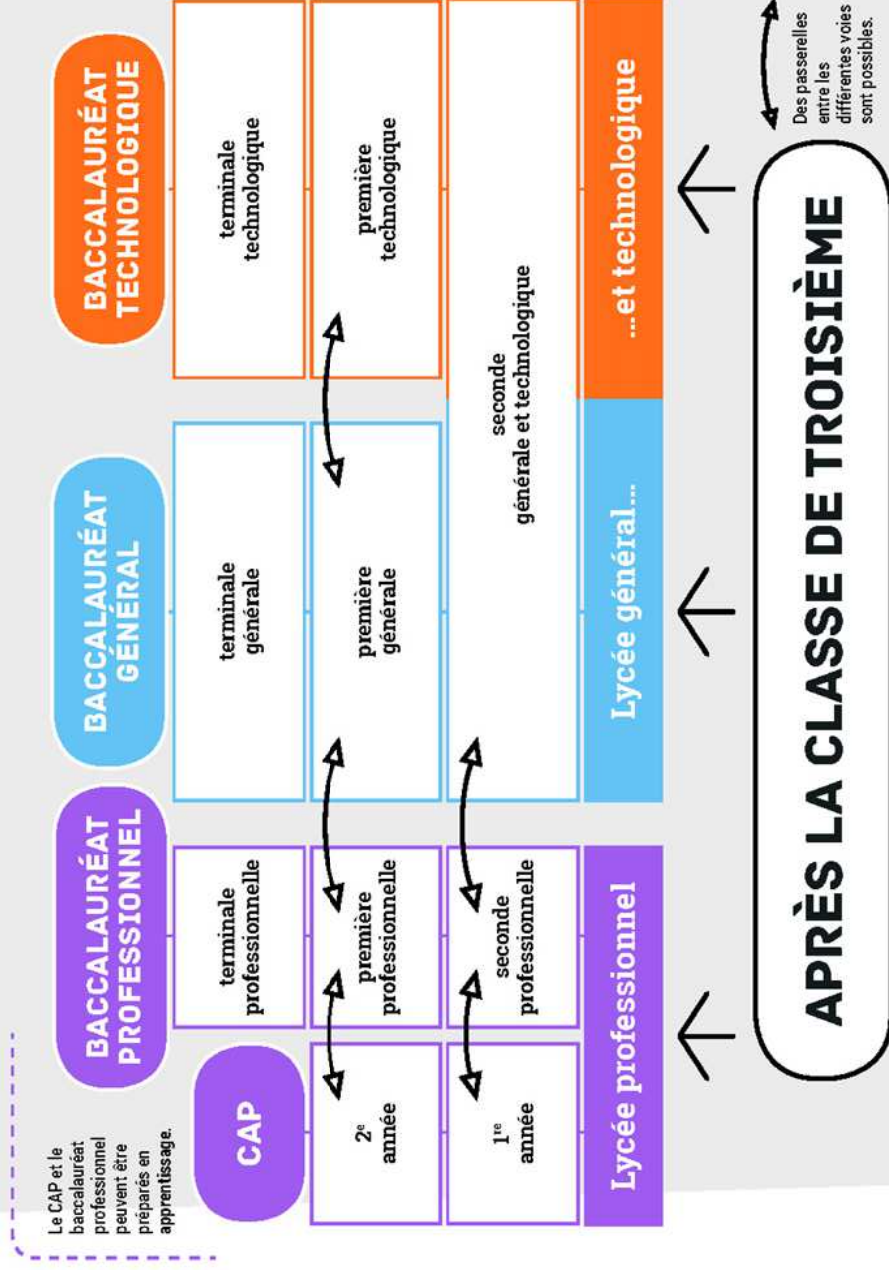 Le CAP et le
baccalauréat
professionnel
peuvent être
préparés en
apprentissage.
BACCALAURÉAT
PROFESSIONNEL
BACCALAURÉAT
GÉNÉRAL
BACCALAURÉAT
TECHNOLOGIQUE
CAP
terminale
professionnelle
terminale
générale
terminale
technologique
2e
année
première
professionnelle
première
générale
première
technologique
1re
année
seconde
professionnelle
seconde
générale et technologique
Lycée professionnel
Lycée général...
...et technologique
APRÈS LA CLASSE DE TROISIÈME
Des passerelles
entre les
différentes voies
sont possibles.